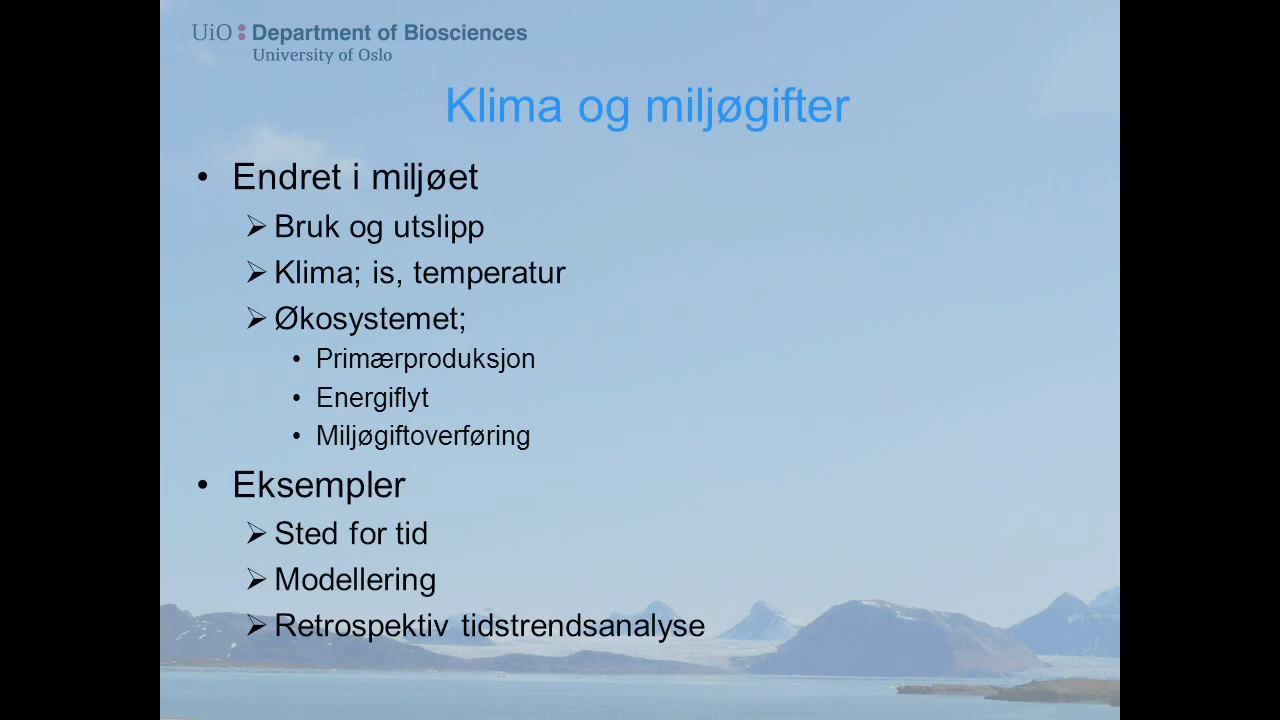 UiO : Department of Biosciences
University of Oslo
Klima og miljøgifter
• Endret i miljøet
➢ Bruk og utslipp
➢ Klima; is, temperatur
➢ Økosystemet;
• Primærproduksjon
• Energiflyt
• Miljøgiftoverføring
• Eksempler
➢ Sted for tid
➢ Modellering
➢ Retrospektiv tidstrendsanalyse